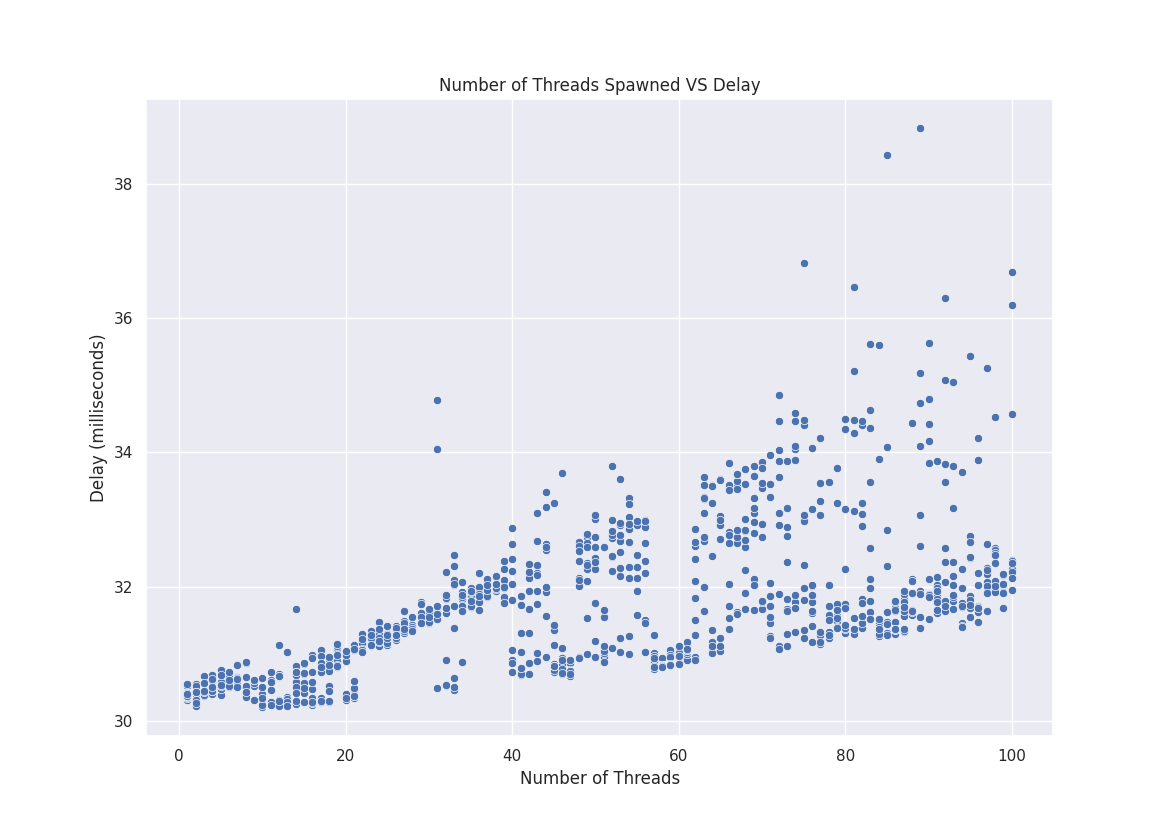 Number of Threads Spawned VS Delay
38
36
34
32
30
Delay (milliseconds)
0 20 40 60 80 100
Number of Threads